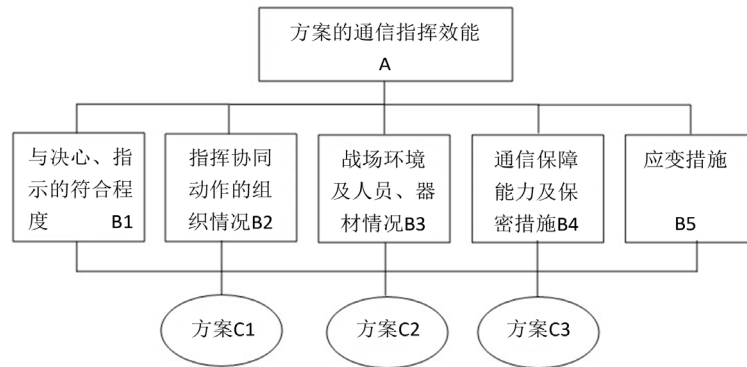 方案的通信指挥效能
A
与决心、指
示的符合程
度 B1
指挥协同
动作的组
织情况B2
战场环境
及人员、器
材情况B3
通信保障
能力及保
密措施B4
应变措施
B5
方案C1
方案C2
方案C3